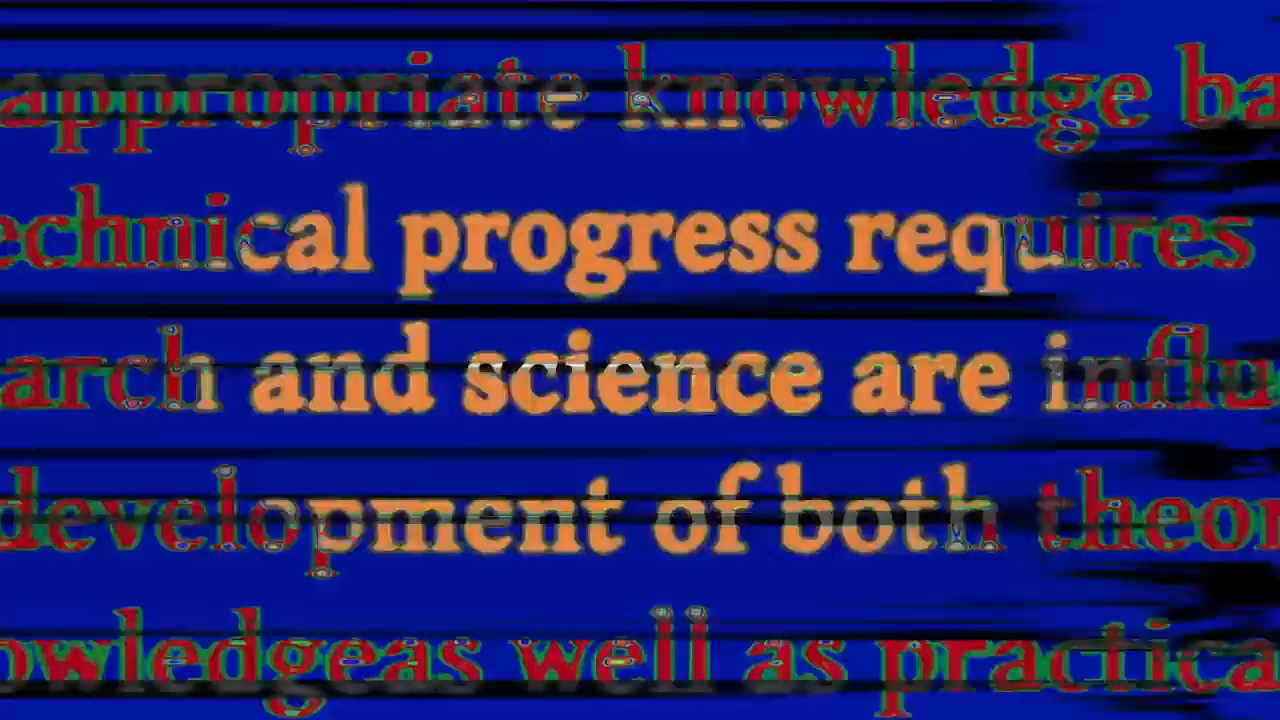 appropriate knowledge ba
echnical progress requires
arch and science are influ
development of both theor
owledgeas well as practica